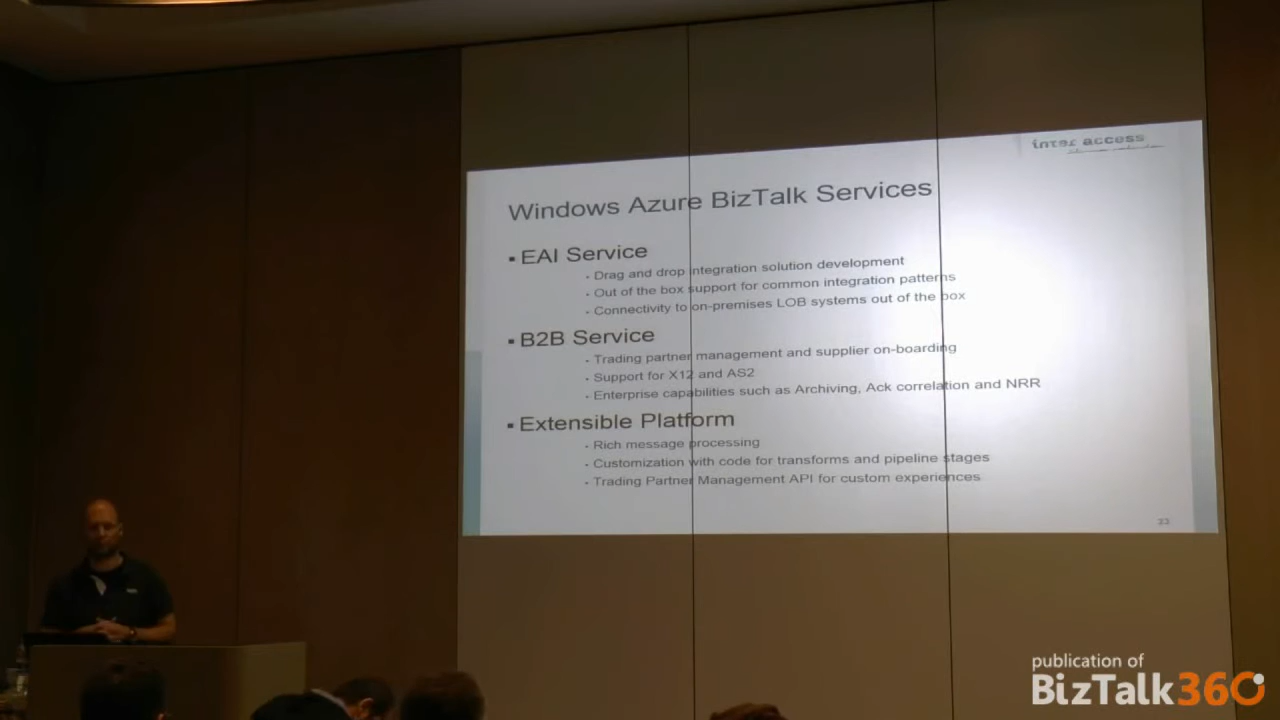 inter access
Windows Azure BizTalk Services
▪ EAI Service
- Drag and drop integration solution development
- Out of the box support for common integration patterns
- Connectivity to on-premises LOB systems out of the box
▪ B2B Service
- Trading partner management and supplier on-boarding
- Support for X12 and AS2
- Enterprise capabilities such as Archiving, Ack correlation and NRR
▪ Extensible Platform
- Rich message processing
- Customization with code for transforms and pipeline stages
- Trading Partner Management API for custom experiences
23
publication of
BizTalk360